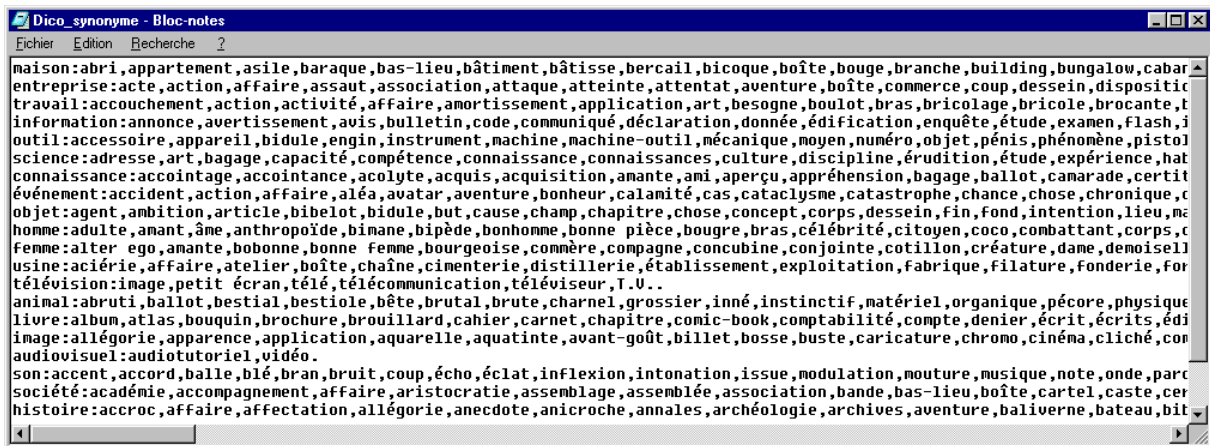 Dico_synonyme - Bloc-notes
Fichier Edition Recherche ?
maison:abri,appartement,asile,baraque,bas-lieu,bâtiment,bâtisse,bercail,bicoque,boîte,bouge,branche,building,bungalow,caban
entreprise:acte,action,affaire,assaut,association,attaque,atteinte,attentat,aventure,boîte,commerce,coup,dessein,dispositio
travail:accouchement,action,activité,affaire,amortissement,application,art,besogne,boulot,bras,bricolage,bricole,brocante,
information:annonce,avertissement,avis,bulletin,code,communiqué,déclaration,donnée,édification,enquête,étude,examen,flash,i
outil:accessoire,appareil,bidule,engin,instrument,machine,machine-outil,mécanique,moyen,numéro,objet,pénis,phénomène,pistol
science:adresse,art,bagage,capacité,compétence,connaissance,connaissances,culture,discipline,érudition,étude,expérience,hab
connaissance:accointage,accointance,acolyte,acquis,acquisition,amante,ami,aperçu,appréhension,bagage,ballot,camarade,certit
événement:accident,action,affaire,aléa,avatar,aventure,bonheur,calamité,cas,cataclysme,catastrophe,chance,chose,chronique,
objet:agent,ambition,article,bibelot,bidule,but,cause,champ,chapitre,chose,concept,corps,dessein,fin,fond,intention,lieu,ma
homme:adulte,amant,âme,anthropoïde,bimane,bipède,bonhomme,bonne pièce,bougre,bras,célébrité,citoyen,coco,combattant,corps,
femme:alter ego,amante,bobonne,bonne femme,bourgeoise,commère,compagne,concubine,conjointe,cotillon,créature,dame,demoisell
usine:aciérie,affaire,atelier,boîte,chaîne,cimenterie,distillerie,établissement,exploitation,fabrique,filature,fonderie,for
télévision:image,petit écran,télé,télécommunication,téléviseur,T.V..
animal:abruti,ballot,bestial,bestiole,bête,brutal,brute,charnel,grossier,inné,instinctif,matériel,organique,pécore,physique
livre:album,atlas,bouquin,brochure,brouillard,cahier,carnet,chapitre,comic-book,comptabilité,compte,denier,écrit,écrits,édi
image:allégorie,apparence,application,aquarelle,aquatinte,avant-goût,billet,bosse,buste,caricature,chromo,cinéma,cliché,com
audiovisuel:audiotutoriel,vidéo.
son:accent,accord,balle,blé,bran,bruit,coup,écho,éclat,inflexion,intonation,issue,modulation,mouture,musique,note,onde,paro
société:académie,accompagnement,affaire,aristocratie,assemblage,assemblée,association,bande,bas-lieu,boîte,cartel,caste,cer
histoire:accroc,affaire,affectation,allégorie,anecdote,anicroche,annales,archéologie,archives,aventure,baliverne,bateau,bit